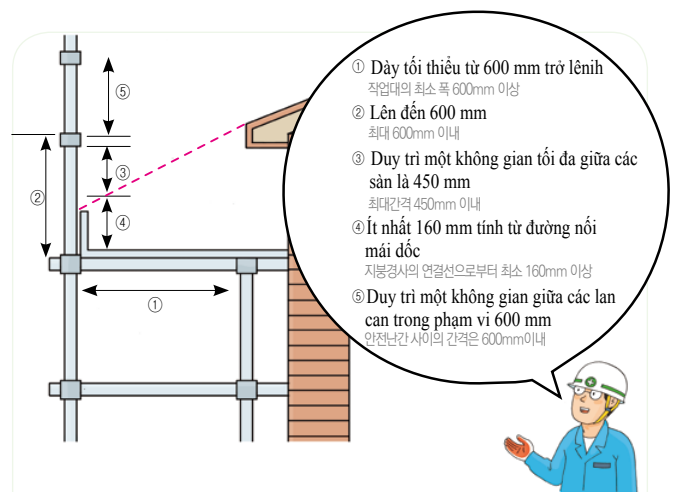 ① Dày tối thiểu từ 600 mm trở lênih
작업대의 최소 폭 600mm 이상
② Lên đến 600 mm
최대 600mm 이내
③ Duy trì một không gian tối đa giữa các
sàn là 450 mm
최대간격 450mm 이내
④Ít nhất 160 mm tính từ đường nối
mái dốc
지붕경사의 연결선으로부터 최소 160mm 이상
⑤Duy trì một không gian giữa các lan
can trong phạm vi 600 mm
안전난간 사이의 간격은 600mm이내
⑤
③
②
④
①